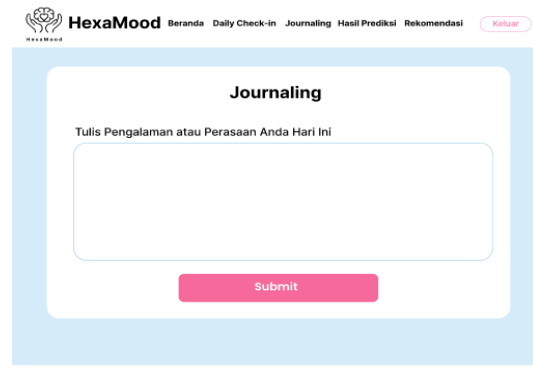 HexaMood Beranda Daily Check-in Journaling Hasil Prediksi Rekomendasi Keluar
HexaMood
Journaling
Tulis Pengalaman atau Perasaan Anda Hari Ini
Submit